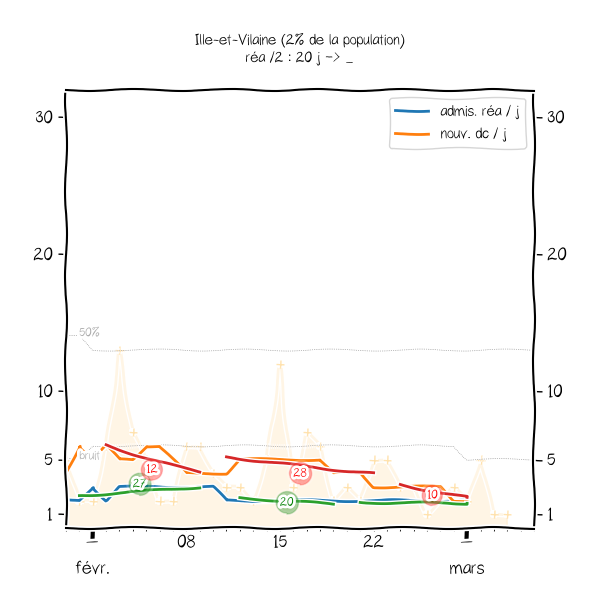 Ille-et-Vilaine (2% de la population)
réa /2 : 20 j -> _
admis. réa / j
nouv. dc / j
30
30
20
20
50%
10
10
5
bruit
12
28
5
27
20
10
1
1
08
15
22
févr.
mars